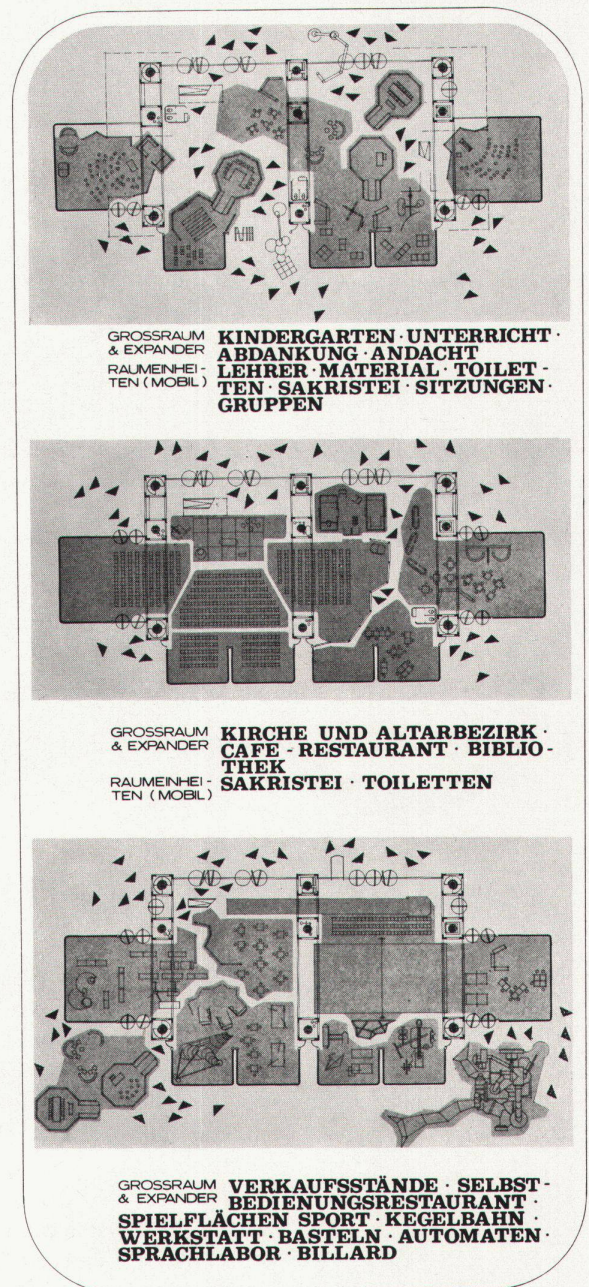 GROSSRAUM & EXPANDER
KINDERGARTEN · UNTERRICHT ·
ABDANKUNG · ANDACHT
RAUMEINHEI-
TEN (MOBIL)
LEHRER · MATERIAL · TOILET-
TEN · SAKRISTEI · SITZUNGEN ·
GRUPPEN
GROSSRAUM
& EXPANDER
KIRCHE UND ALTARBEZIRK ·
CAFE - RESTAURANT · BIBLIO-
THEK
RAUMEINHEI-
TEN (MOBIL)
SAKRISTEI · TOILETTEN
GROSSRAUM
& EXPANDER
VERKAUFSSTÄNDE · SELBST-
BEDIENUNGSRESTAURANT ·
SPIELFLÄCHEN SPORT · KEGELBAHN ·
WERKSTATT · BASTELN · AUTOMATEN ·
SPRACHLABOR · BILLARD